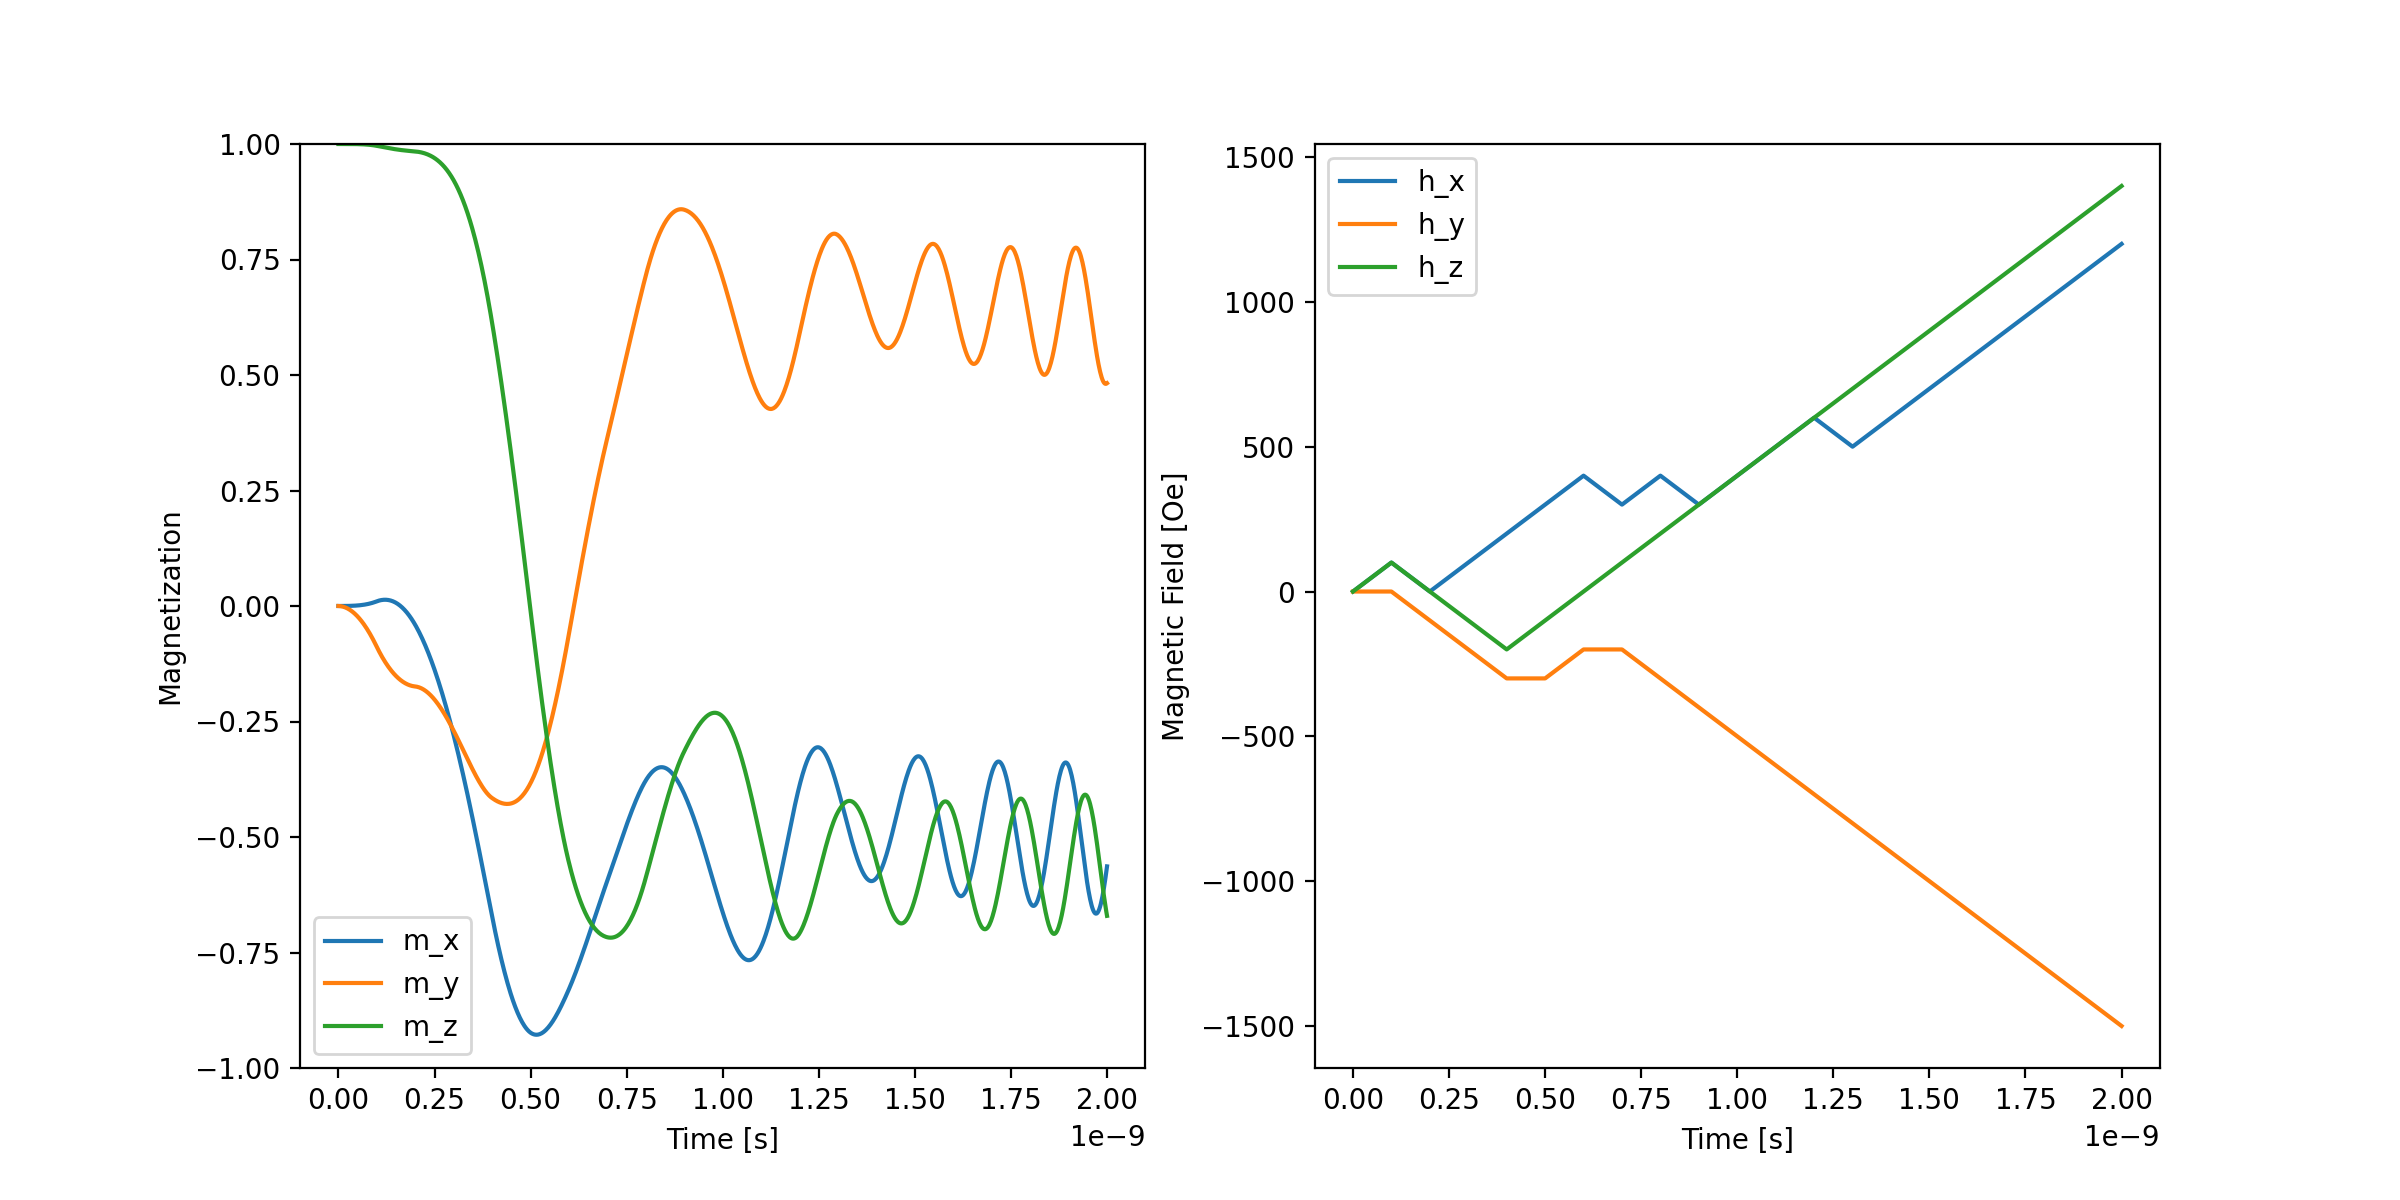 1.00
0.75
0.50
0.25
0.00
−0.25
−0.50
−0.75
−1.00
Magnetization
m_x
m_y
m_z
0.00 0.25 0.50 0.75 1.00 1.25 1.50 1.75 2.00
Time [s]
1e−9
1500
1000
500
0
−500
−1000
−1500
Magnetic Field [Oe]
h_x
h_y
h_z
0.00 0.25 0.50 0.75 1.00 1.25 1.50 1.75 2.00
Time [s]
1e−9